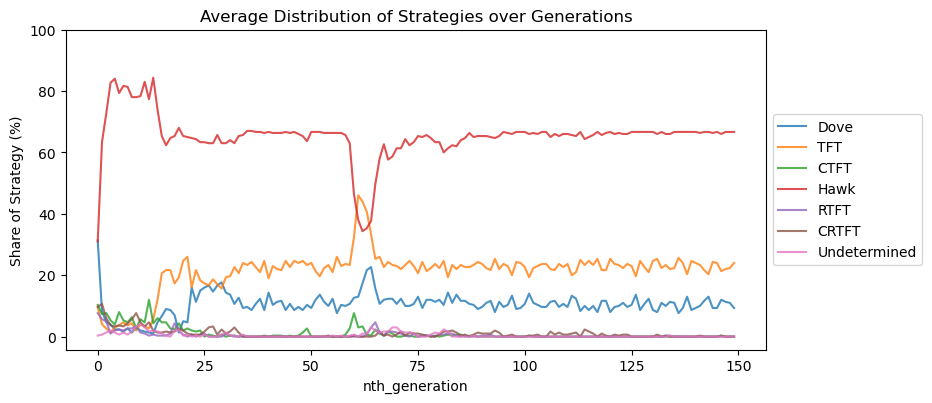 Average Distribution of Strategies over Generations
100
80
60
40
20
0
Share of Strategy (%)
0 25 50 75 100 125 150
nth_generation
Dove
TFT
CTFT
Hawk
RTFT
CRTFT
Undetermined